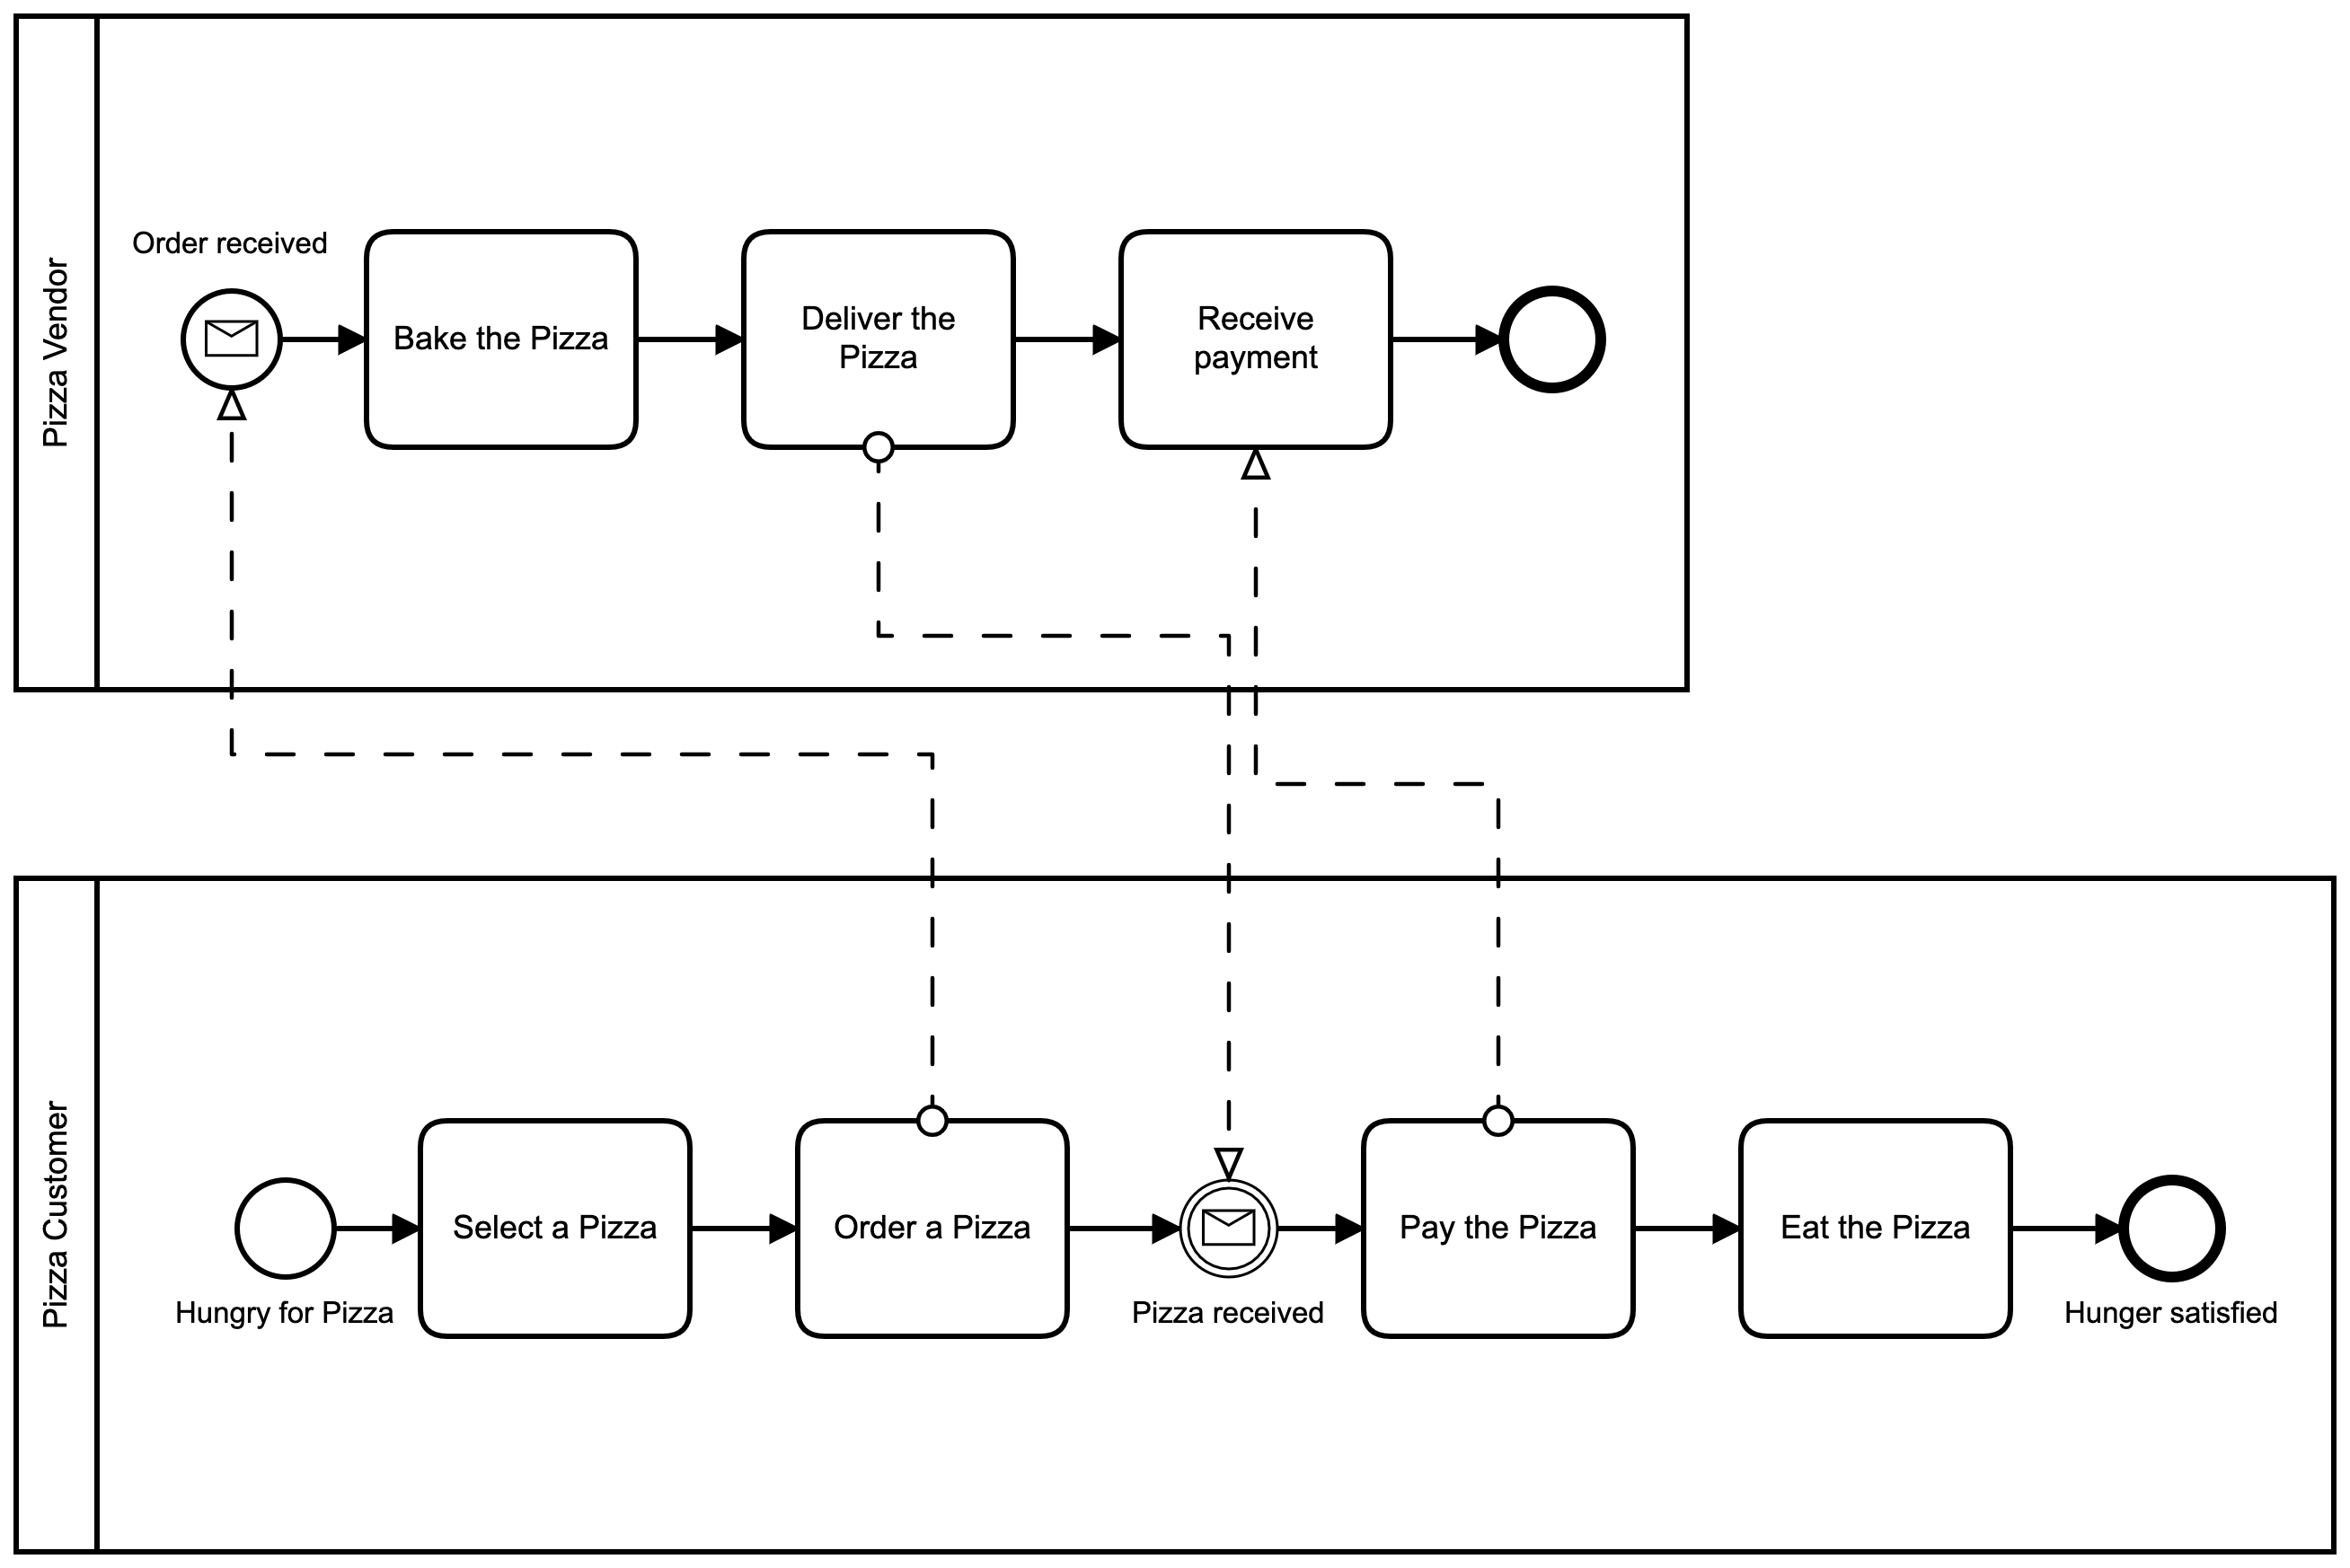 Pizza Vendor
Order received
Bake the Pizza
Deliver the
Pizza
Receive
payment
Pizza Customer
Hungry for Pizza
Select a Pizza
Order a Pizza
Pizza received
Pay the Pizza
Eat the Pizza
Hunger satisfied